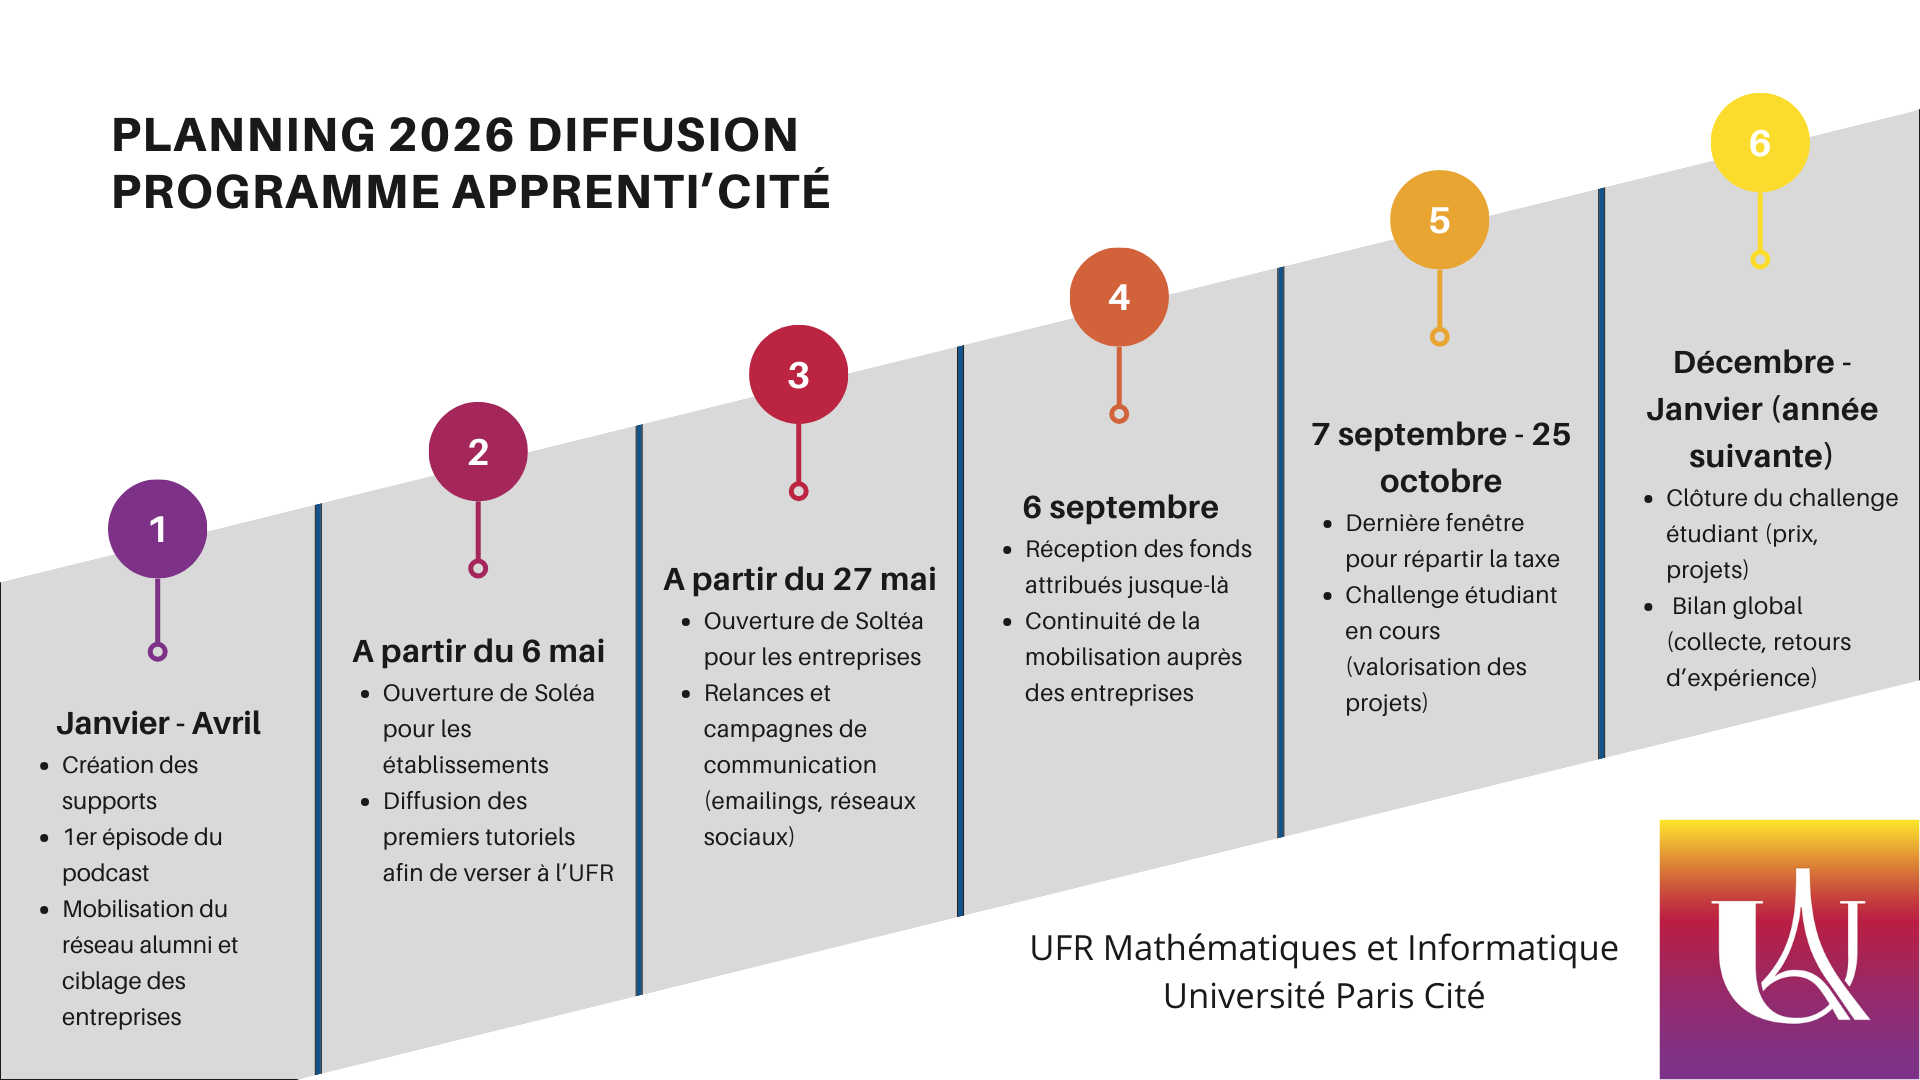 PLANNING 2026 DIFFUSION
PROGRAMME APPRENTI’CITÉ
1
Janvier - Avril
• Création des
supports
• 1er épisode du
podcast
• Mobilisation du
réseau alumni et
ciblage des
entreprises
2
A partir du 6 mai
• Ouverture de Soléa
pour les
établissements
• Diffusion des
premiers tutoriels
afin de verser à l’UFR
3
A partir du 27 mai
• Ouverture de Soltéa
pour les entreprises
• Relances et
campagnes de
communication
(emailings, réseaux
sociaux)
4
6 septembre
• Réception des fonds
attribués jusque-là
• Continuité de la
mobilisation auprès
des entreprises
5
7 septembre - 25
octobre
• Dernière fenêtre
pour répartir la taxe
• Challenge étudiant
en cours
(valorisation des
projets)
6
Décembre -
Janvier (année
suivante)
• Clôture du challenge
étudiant (prix,
projets)
• Bilan global
(collecte, retours
d’expérience)
UFR Mathématiques et Informatique
Université Paris Cité